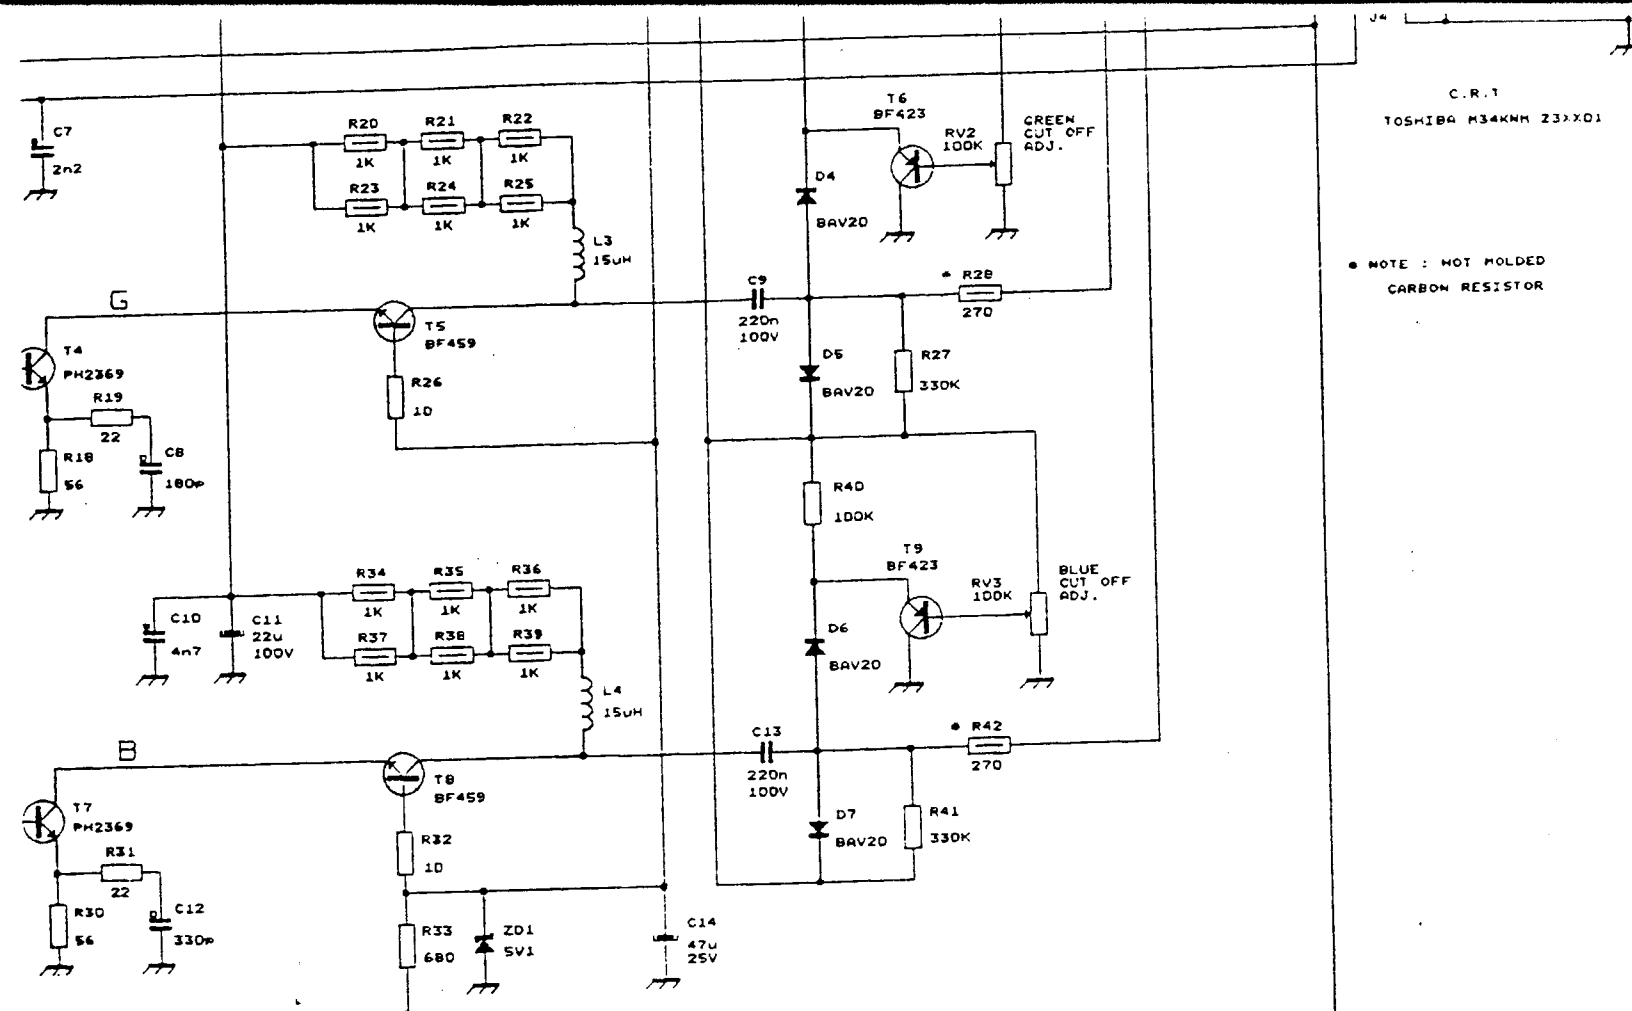 J4
C.R.T
TOSHIBA M34KNM 23XX01
T6
BF423
RV2
100K
GREEN
CUT OFF
ADJ.
C7
2n2
R20
1K
R21
1K
R22
1K
R23
1K
R24
1K
R25
1K
D4
BAV20
L3
15uH
NOTE : NOT MOLDED
CARBON RESISTOR
G
C9
220n
100V
* R28
270
T5
BF459
T4
PH2369
D5
BAV20
R27
330K
R26
10
R19
22
R18
56
C8
180p
R40
100K
T9
BF423
RV3
100K
BLUE
CUT OFF
ADJ.
R34
1K
R35
1K
R36
1K
C10
4n7
C11
22u
100V
R37
1K
R38
1K
R39
1K
D6
BAV20
L4
15uH
B
C13
220n
100V
R42
270
T8
BF459
T7
PH2369
D7
BAV20
R41
330K
R32
10
R31
22
R30
56
C12
330p
R33
680
ZD1
5V1
C14
47u
25V